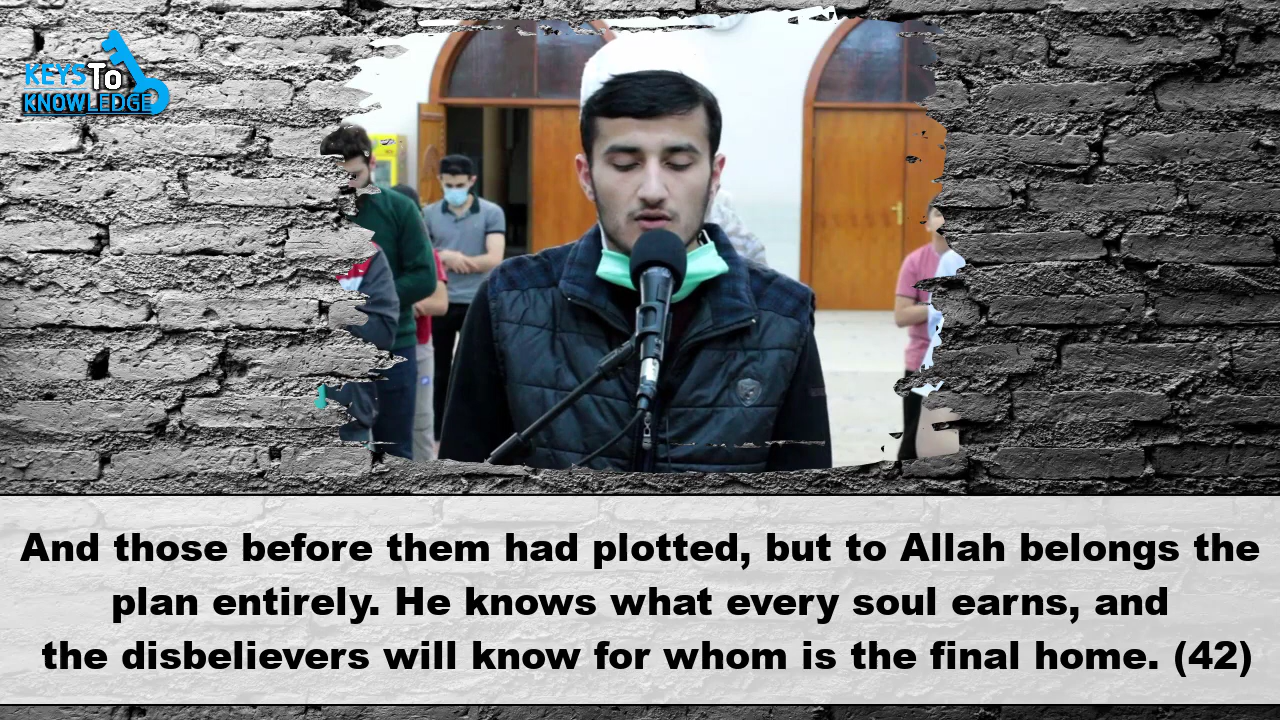 KEYS To
KNOWLEDGE
And those before them had plotted, but to Allah belongs the
plan entirely. He knows what every soul earns, and
the disbelievers will know for whom is the final home. (42)